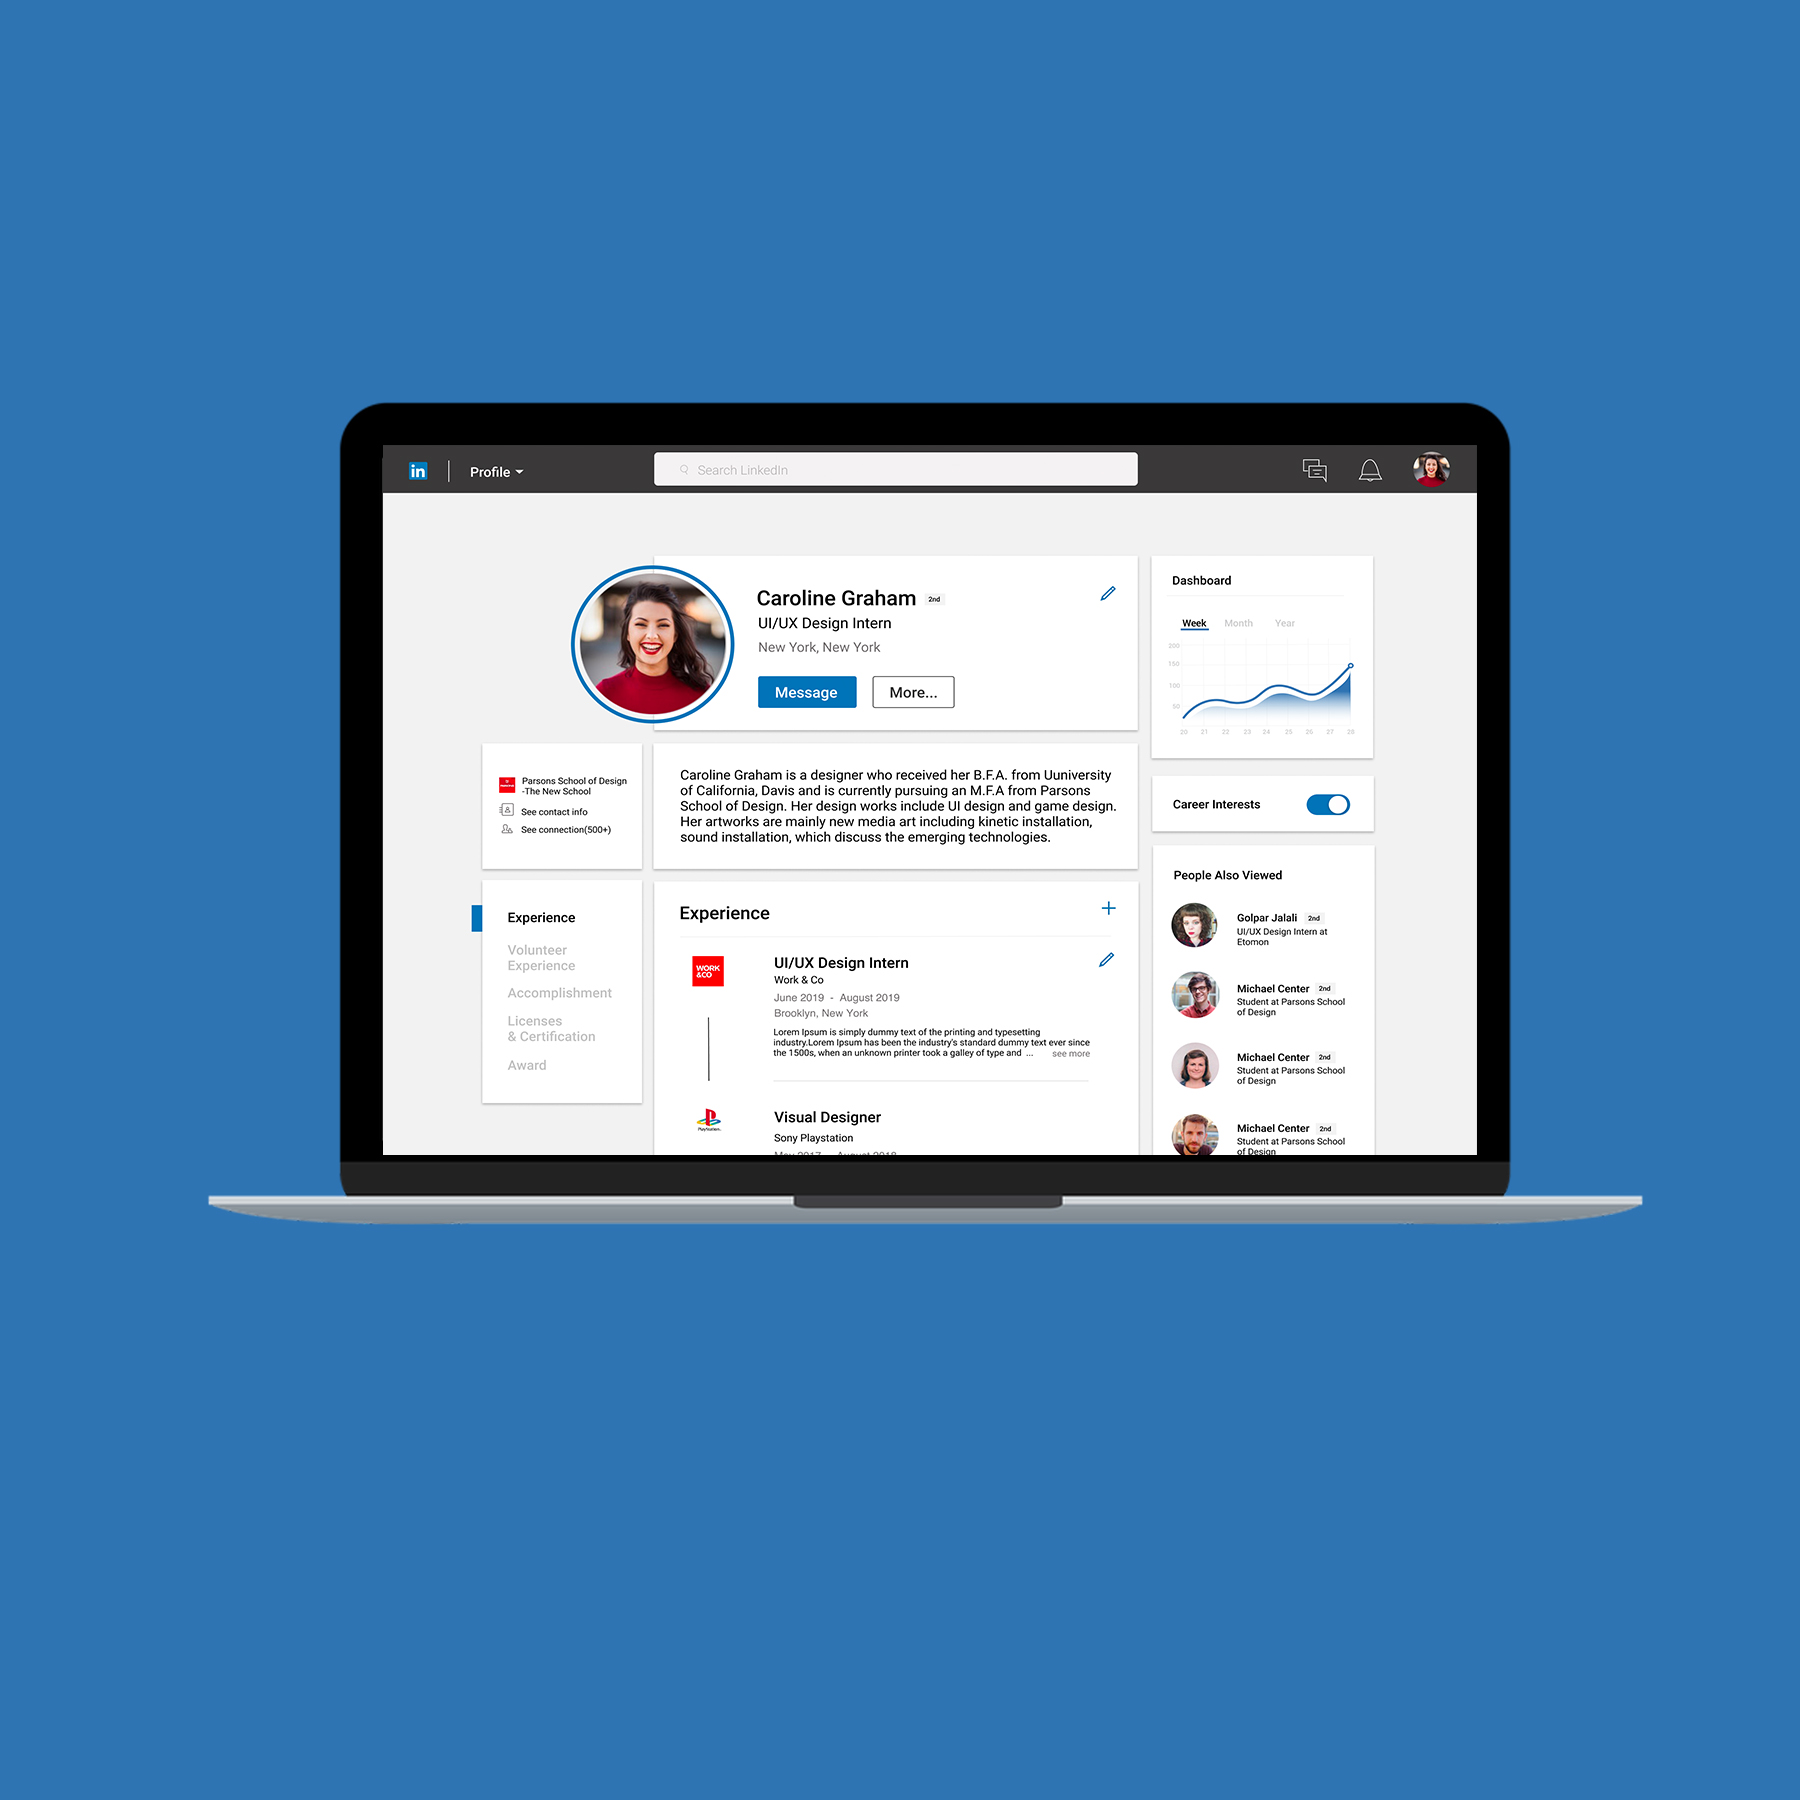 in
Profile
Search LinkedIn
Caroline Graham 2nd
UI/UX Design Intern
New York, New York
Message
More...
Parsons School of Design
-The New School
See contact info
See connection(500+)
Experience
Volunteer
Experience
Accomplishment
Licenses
& Certification
Award
Caroline Graham is a designer who received her B.F.A. from Uuniversity
of California, Davis and is currently pursuing an M.F.A from Parsons
School of Design. Her design works include UI design and game design.
Her artworks are mainly new media art including kinetic installation,
sound installation, which discuss the emerging technologies.
Experience
WORK
&CO
UI/UX Design Intern
Work & Co
June 2019 - August 2019
Brooklyn, New York
Lorem Ipsum is simply dummy text of the printing and typesetting
industry.Lorem Ipsum has been the industry's standard dummy text ever since
the 1500s, when an unknown printer took a galley of type and ... see more
PlayStation
Visual Designer
Sony Playstation
May 2017 - August 2018
Dashboard
Week Month Year
200
150
100
50
20 21 22 23 24 25 26 27 28
Career Interests
People Also Viewed
Golpar Jalali 2nd
UI/UX Design Intern at
Etomon
Michael Center 2nd
Student at Parsons School
of Design
Michael Center 2nd
Student at Parsons School
of Design
Michael Center 2nd
Student at Parsons School
of Design